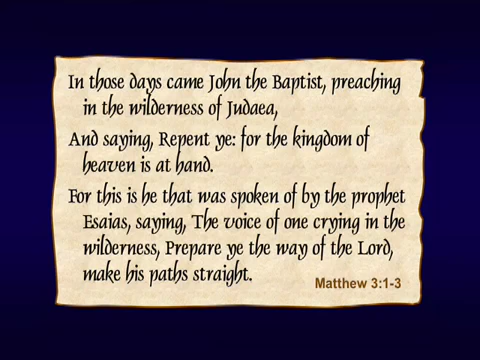 In those days came John the Baptist, preaching
in the wilderness of Judaea,
And saying, Repent ye: for the kingdom of
heaven is at hand.
For this is he that was spoken of by the prophet
Esaias, saying, The voice of one crying in the
wilderness, Prepare ye the way of the Lord,
make his paths straight.
Matthew 3:1-3